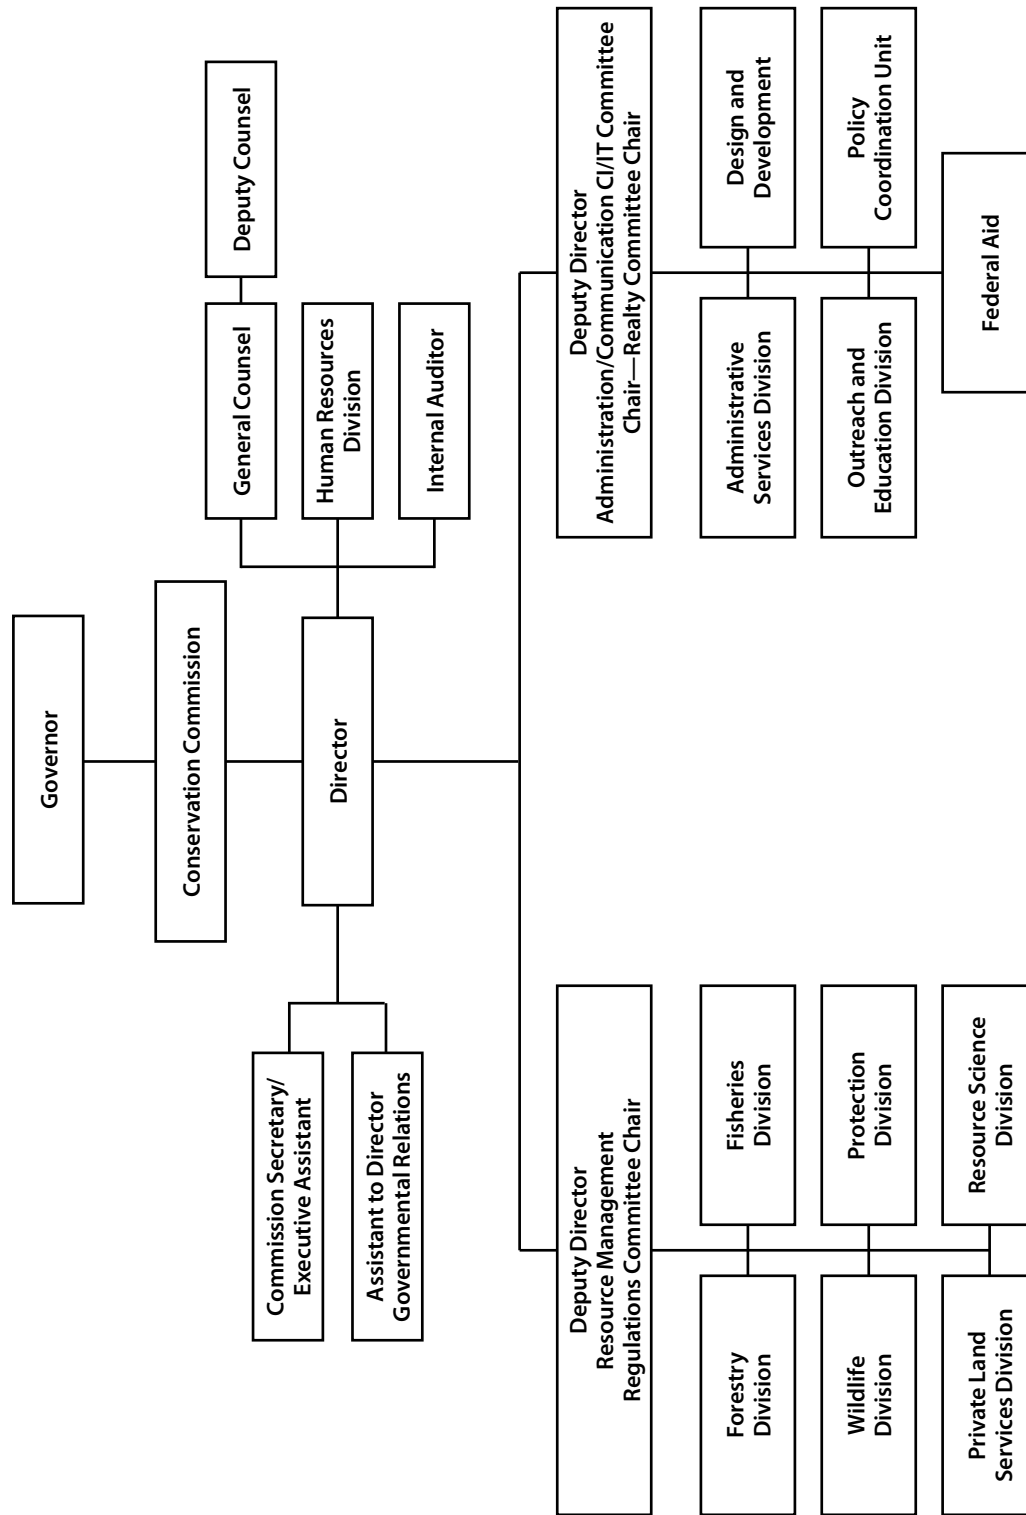 Governor
Conservation Commission
Director
Commission Secretary/
Executive Assistant
Assistant to Director
Governmental Relations
General Counsel
Deputy Counsel
Human Resources
Division
Internal Auditor
Deputy Director
Resource Management
Regulations Committee Chair
Forestry
Division
Fisheries
Division
Wildlife
Division
Protection
Division
Private Land
Services Division
Resource Science
Division
Deputy Director
Administration/Communication CI/IT Committee
Chair—Realty Committee Chair
Administrative
Services Division
Design and
Development
Outreach and
Education Division
Policy
Coordination Unit
Federal Aid